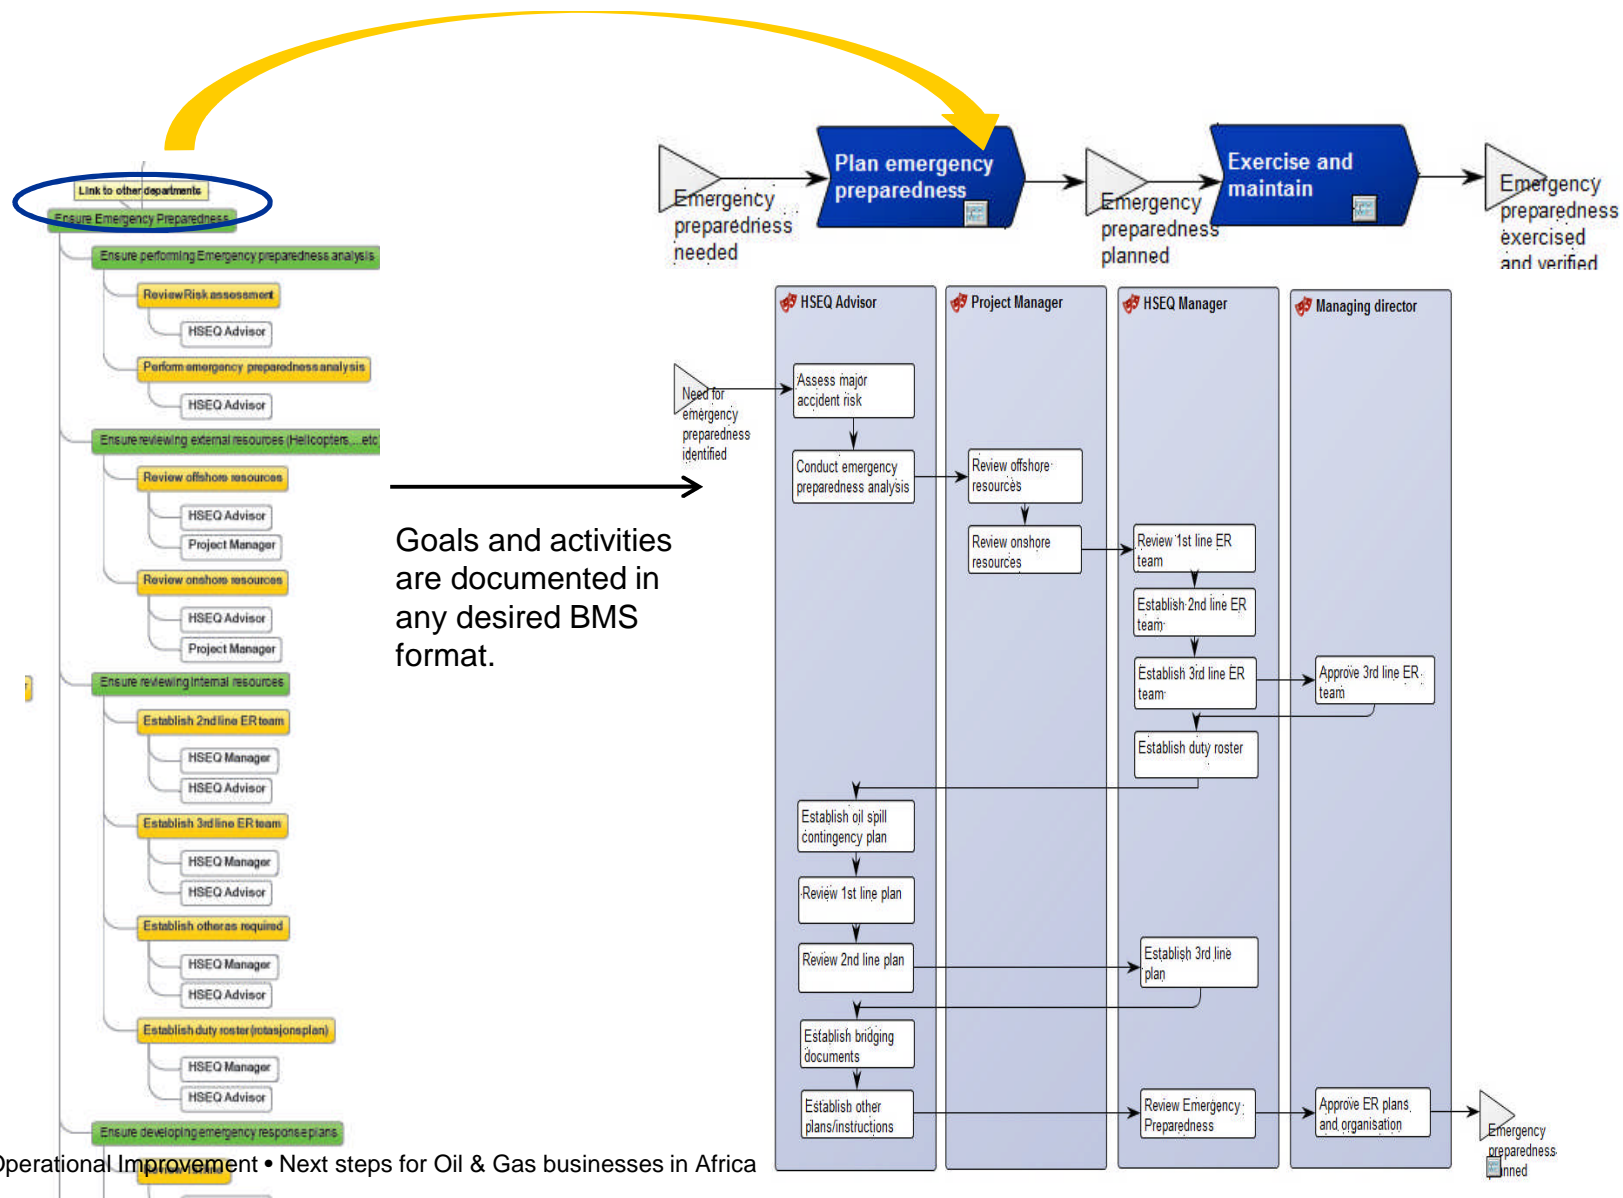 Link to other departments
Ensure Emergency Preparedness
Ensure performing Emergency preparedness analysis
Review Risk assessment
HSEQ Advisor
Perform emergency preparedness analysis
HSEQ Advisor
Ensure reviewing external resources (Helicopters,...etc
Review offshore resources
HSEQ Advisor
Project Manager
Review onshore resources
HSEQ Advisor
Project Manager
Ensure reviewing Internal resources
Establish 2nd line ER team
HSEQ Manager
HSEQ Advisor
Establish 3rd line ER team
HSEQ Manager
HSEQ Advisor
Establish other as required
HSEQ Manager
HSEQ Advisor
Establish duty roster (rotasjonsplan)
HSEQ Manager
HSEQ Advisor
Ensure developing emergency response plans
Goals and activities
are documented in
any desired BMS
format.
Emergency
preparedness
needed
Plan emergency
preparedness
Emergency
preparedness
planned
Exercise and
maintain
Emergency
preparedness
exercised
and verified
HSEQ Advisor
Project Manager
HSEQ Manager
Managing director
Need for
emergency
preparedness
identified
Assess major
accident risk
Conduct emergency
preparedness analysis
Review offshore
resources
Review onshore
resources
Review 1st line ER
team
Establish 2nd line ER
team
Establish 3rd line ER
team
Approve 3rd line ER
team
Establish duty roster
Establish oil spill
contingency plan
Review 1st line plan
Review 2nd line plan
Establish 3rd line
plan
Establish bridging
documents
Establish other
plans/instructions
Review Emergency
Preparedness
Approve ER plans
and organisation
Emergency
preparedness
Operational Improvement • Next steps for Oil & Gas businesses in Africa